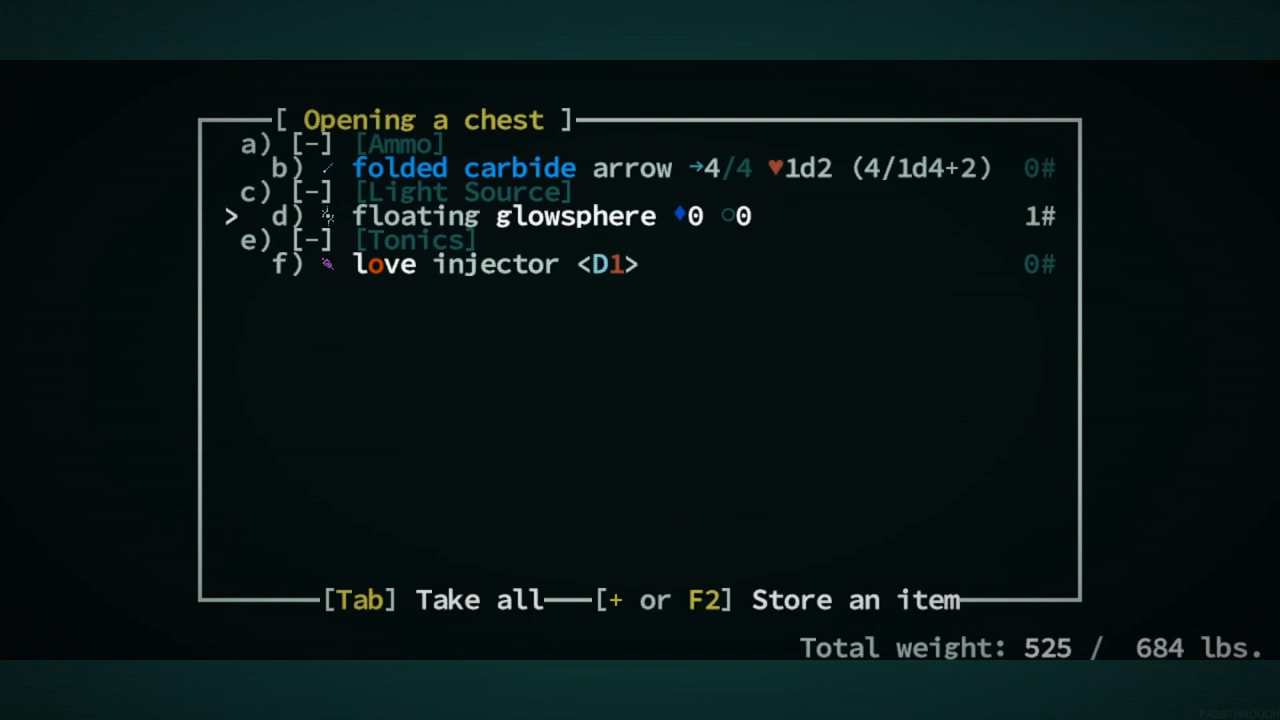 [ Opening a chest ]
a) [-] [Ammo]
b) folded carbide arrow →4/4 ♥1d2 (4/1d4+2) 0#
c) [-] [Light Source]
> d) floating glowsphere ♦0 ○0 1#
e) [-] [Tonics]
f) love injector <D1> 0#
[Tab] Take all [+ or F2] Store an item
Total weight: 525 / 684 lbs.